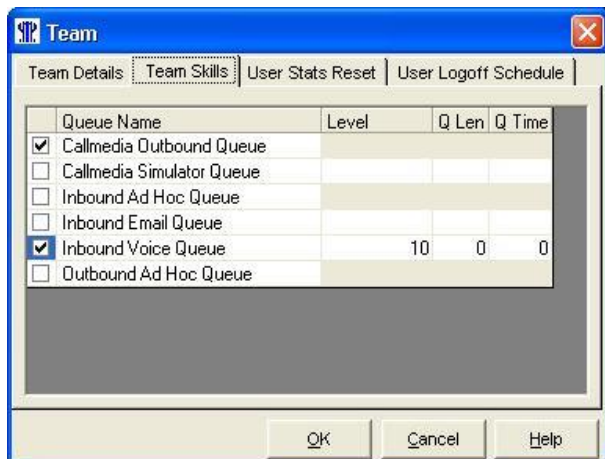 Team
Team Details Team Skills User Stats Reset User Logoff Schedule
Queue Name Level Q Len Q Time
Callmedia Outbound Queue
Callmedia Simulator Queue
Inbound Ad Hoc Queue
Inbound Email Queue
Inbound Voice Queue 10 0 0
Outbound Ad Hoc Queue
OK Cancel Help